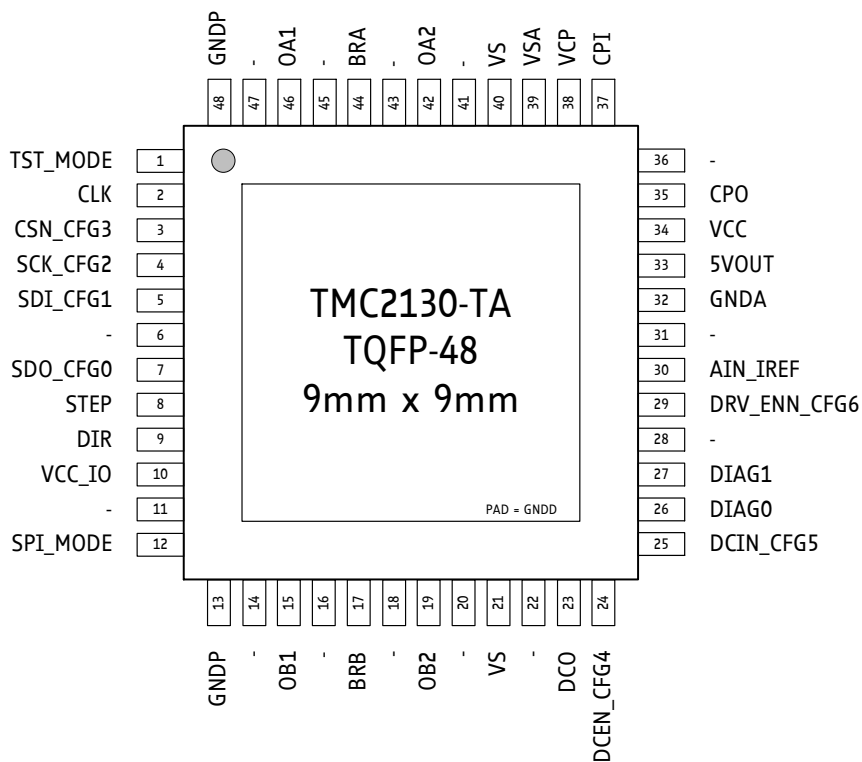 GNDP - OA1 - BRA - OA2 - VS VSA VCP CPI
48 47 46 45 44 43 42 41 40 39 38 37
TST_MODE 1
CLK 2
CSN_CFG3 3
SCK_CFG2 4
SDI_CFG1 5
- 6
SDO_CFG0 7
STEP 8
DIR 9
VCC_IO 10
- 11
SPI_MODE 12
TMC2130-TA
TQFP-48
9mm x 9mm
PAD = GNDD
36 -
35 CPO
34 VCC
33 5VOUT
32 GNDA
31 -
30 AIN_IREF
29 DRV_ENN_CFG6
28 -
27 DIAG1
26 DIAG0
25 DCIN_CFG5
13 14 15 16 17 18 19 20 21 22 23 24
GNDP - OB1 - BRB - OB2 - VS - DCO DCEN_CFG4